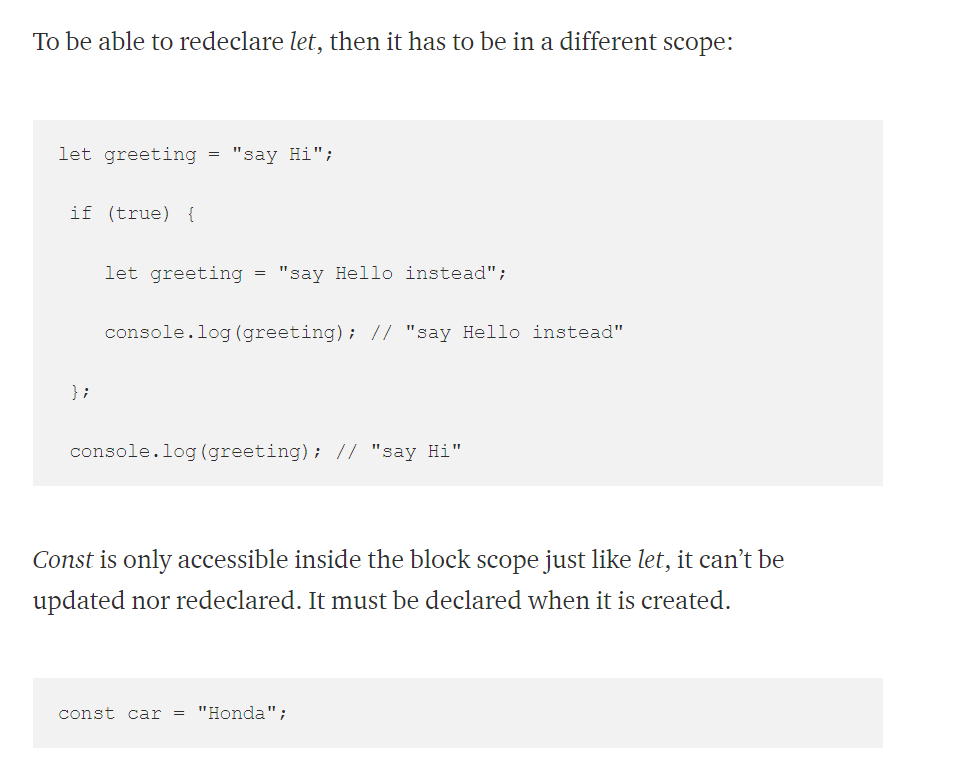 To be able to redeclare let, then it has to be in a different scope:
let greeting = "say Hi";
if (true) {
let greeting = "say Hello instead";
console.log(greeting); // "say Hello instead"
};
console.log(greeting); // "say Hi"
Const is only accessible inside the block scope just like let, it can’t be
updated nor redeclared. It must be declared when it is created.
const car = "Honda";